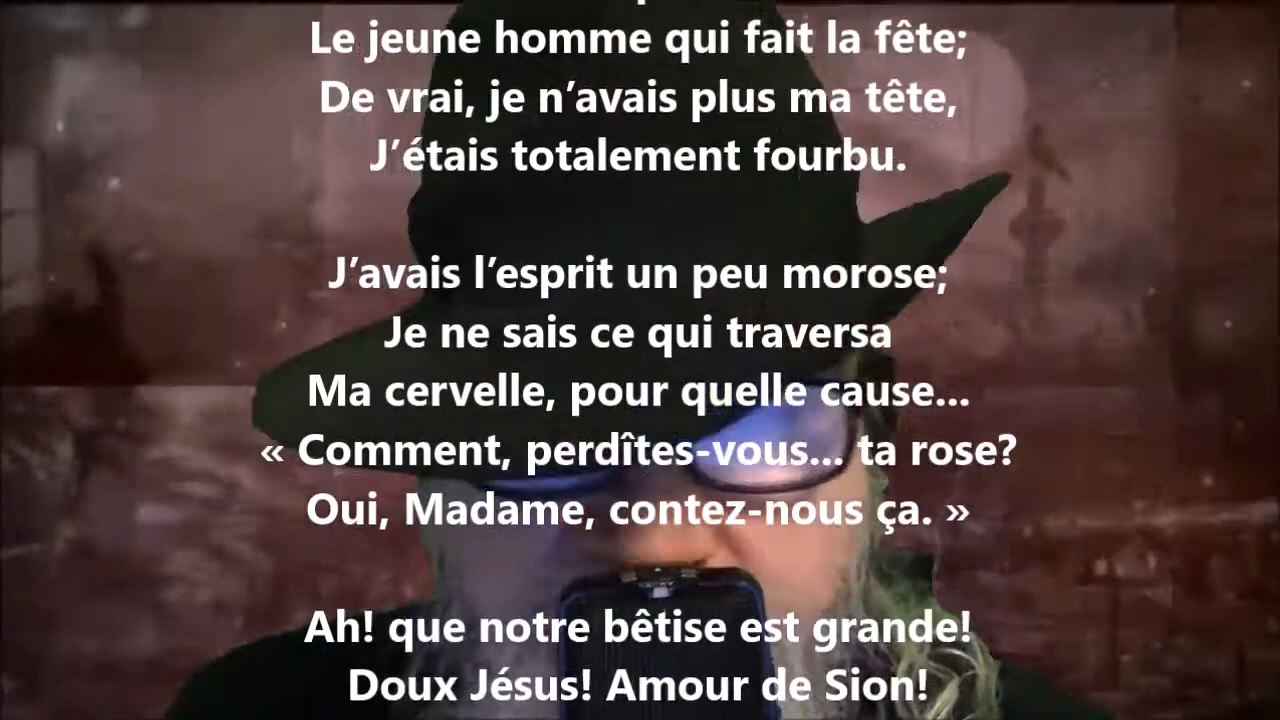 Le jeune homme qui fait la fête;
De vrai, je n’avais plus ma tête,
J’étais totalement fourbu.
J’avais l’esprit un peu morose;
Je ne sais ce qui traversa
Ma cervelle, pour quelle cause...
« Comment, perdîtes-vous... ta rose?
Oui, Madame, contez-nous ça. »
Ah! que notre bêtise est grande!
Doux Jésus! Amour de Sion!